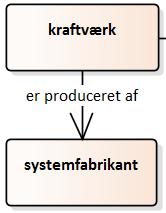 kraftværk
er produceret af
systemfabrikant